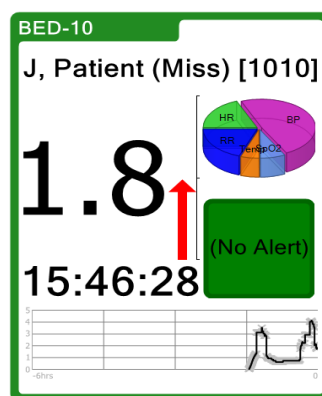 BED-10
J, Patient (Miss) [1010]
1.8
HR
BP
RR
Temp
SpO2
(No Alert)
15:46:28
5
4
3
2
1
0
-6hrs
0